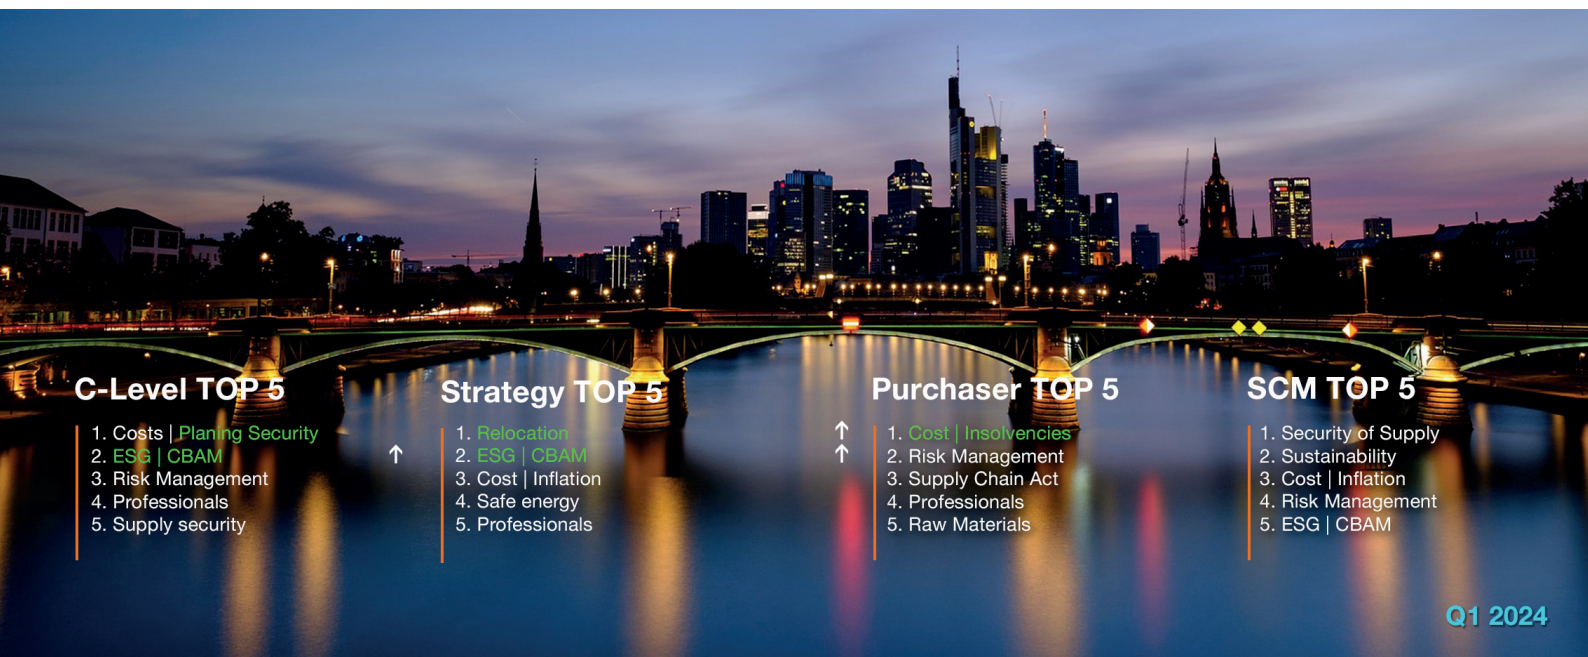 C-Level TOP 5
1. Costs | Planing Security
2. ESG | CBAM
3. Risk Management
4. Professionals
5. Supply security
Strategy TOP 5
↑
1. Relocation
2. ESG | CBAM
3. Cost | Inflation
4. Safe energy
5. Professionals
Purchaser TOP 5
↑
↑
1. Cost | Insolvencies
2. Risk Management
3. Supply Chain Act
4. Professionals
5. Raw Materials
SCM TOP 5
1. Security of Supply
2. Sustainability
3. Cost | Inflation
4. Risk Management
5. ESG | CBAM
Q1 2024